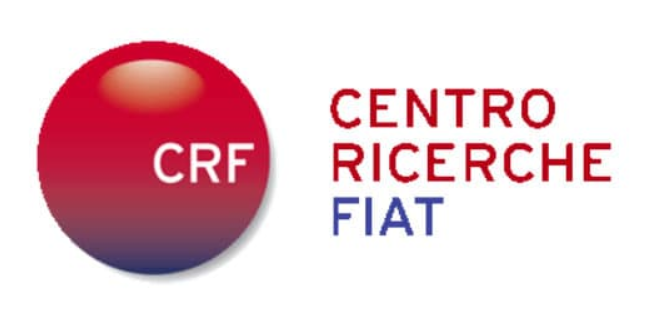 CRF
CENTRO
RICERCHE
FIAT